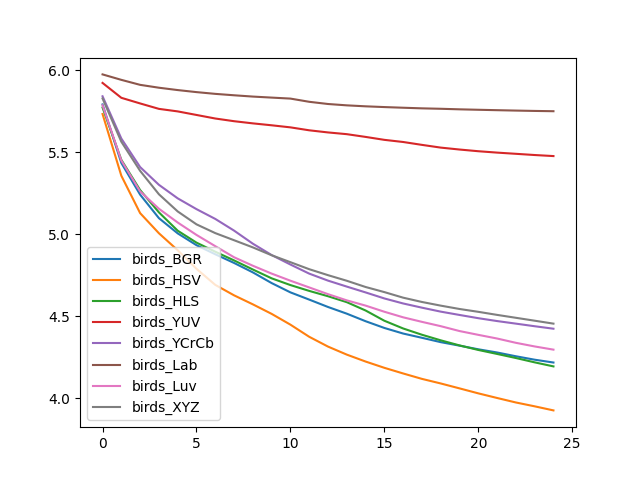 6.0
5.5
5.0
4.5
4.0
birds_BGR
birds_HSV
birds_HLS
birds_YUV
birds_YCrCb
birds_Lab
birds_Luv
birds_XYZ
0 5 10 15 20 25